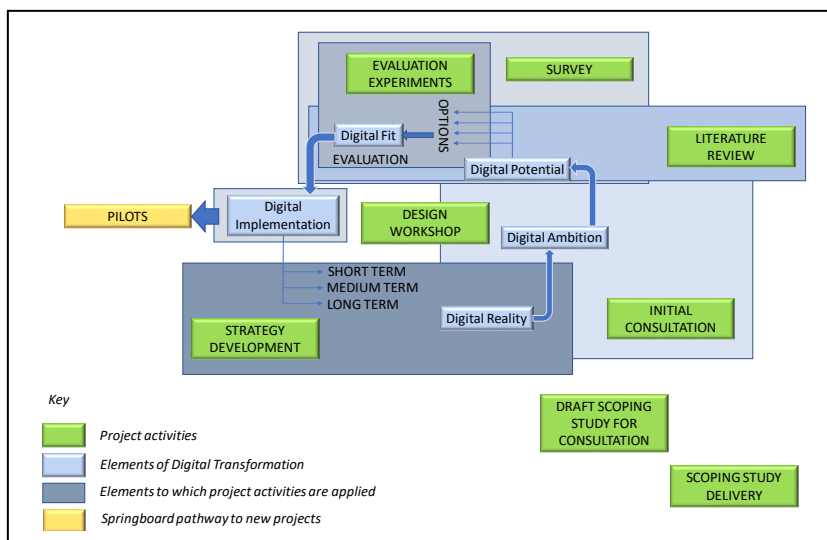 EVALUATION
EXPERIMENTS
SURVEY
OPTIONS
Digital Fit
EVALUATION
LITERATURE
REVIEW
Digital Potential
PILOTS
Digital
Implementation
DESIGN
WORKSHOP
Digital Ambition
SHORT TERM
MEDIUM TERM
LONG TERM
Digital Reality
STRATEGY
DEVELOPMENT
INITIAL
CONSULTATION
DRAFT SCOPING
STUDY FOR
CONSULTATION
SCOPING STUDY
DELIVERY
Key
Project activities
Elements of Digital Transformation
Elements to which project activities are applied
Springboard pathway to new projects